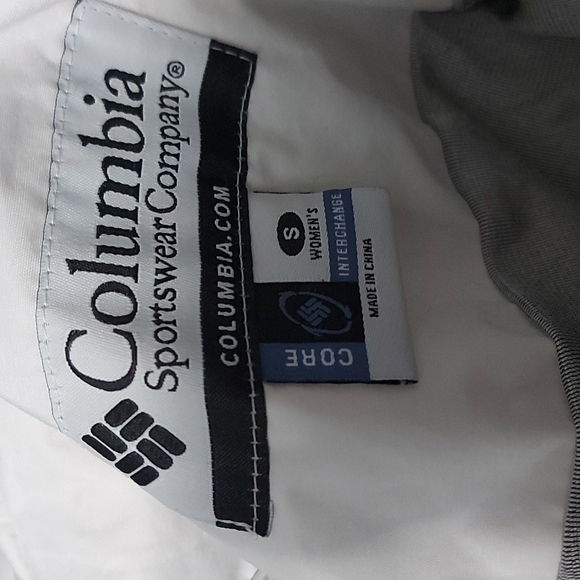 Columbia
Sportswear Company®
COLUMBIA.COM
S
WOMEN'S
INTERCHANGE
CORE
MADE IN CHINA